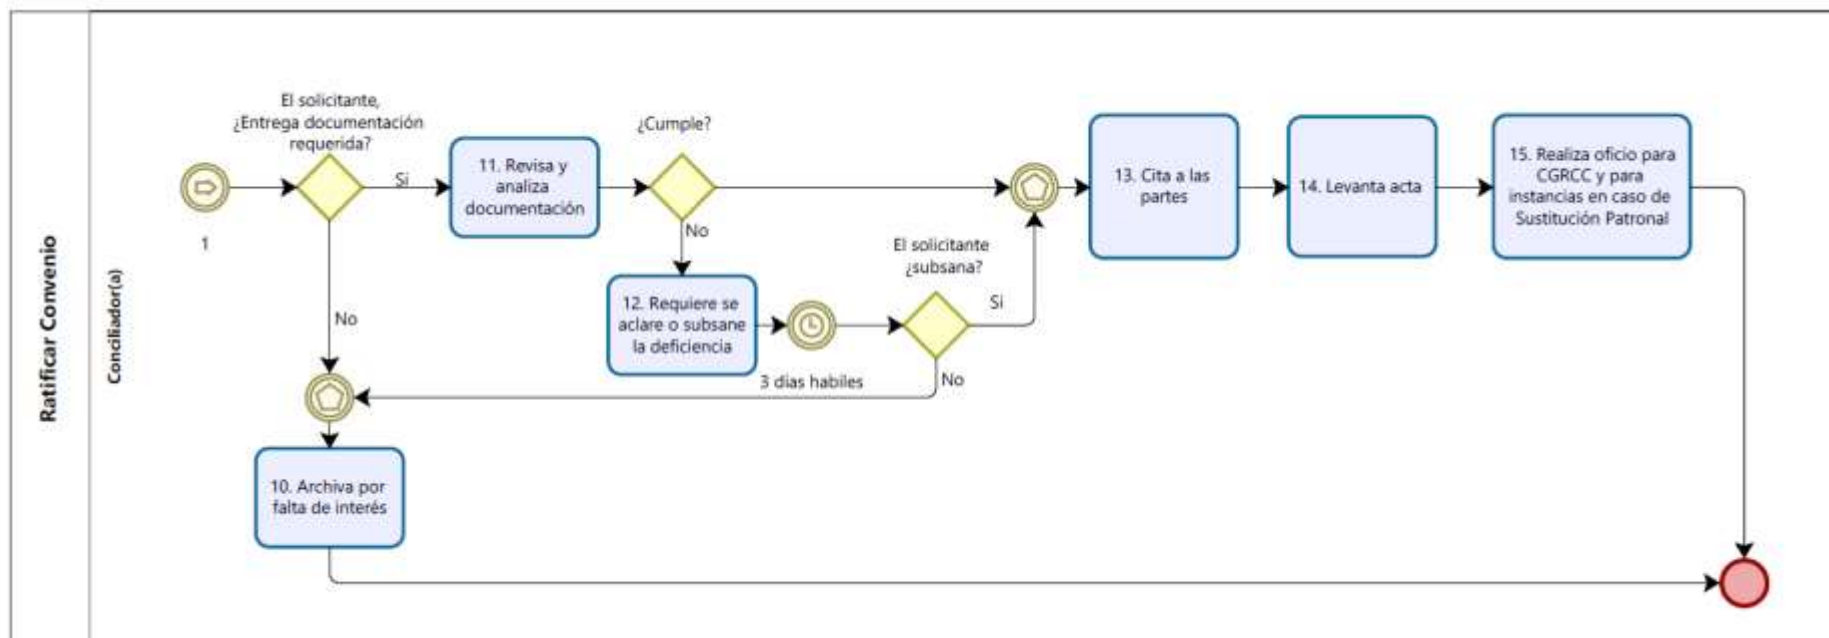 Ratificar Convenio
Conciliador(a)
1
El solicitante,
¿Entrega documentación
requerida?
Si
No
11. Revisa y
analiza
documentación
¿Cumple?
No
12. Requiere se
aclare o subsane
la deficiencia
3 dias habiles
El solicitante
¿subsana?
Si
No
10. Archiva por
falta de interés
13. Cita a las
partes
14. Levanta acta
15. Realiza oficio para
CGRCC y para
instancias en caso de
Sustitución Patronal